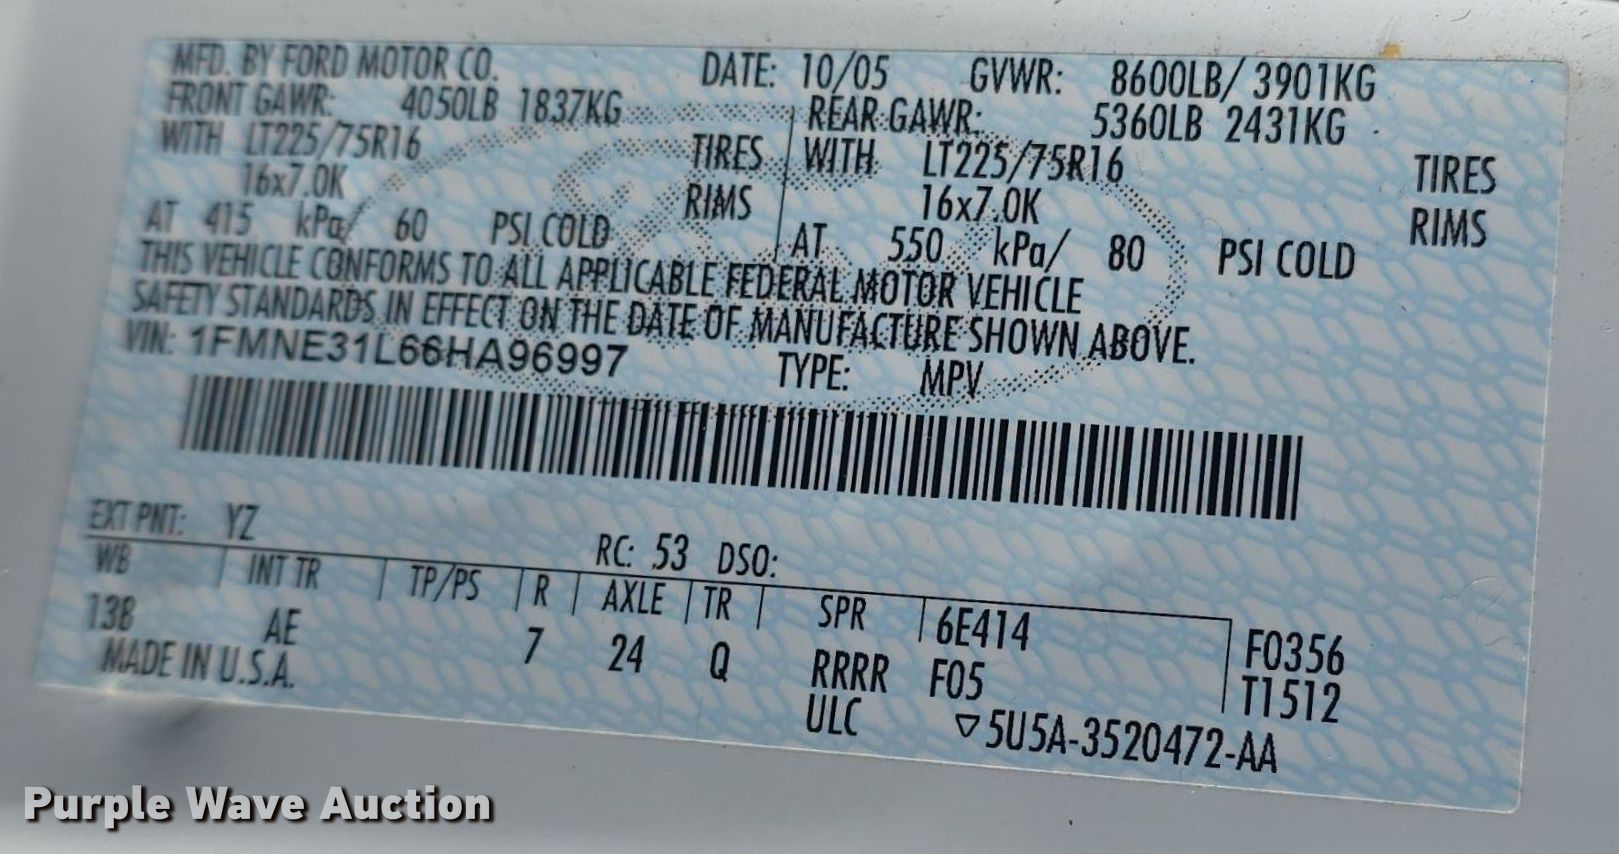 MFD. BY FORD MOTOR CO. DATE: 10/05 GVWR: 8600LB/ 3901KG
FRONT GAWR: 4050LB 1837KG REAR GAWR: 5360LB 2431KG
WITH LT225/75R16 TIRES WITH LT225/75R16 TIRES
16x7.0K RIMS 16x7.0K RIMS
AT 415 kPa/ 60 PSI COLD AT 550 kPa/ 80 PSI COLD
THIS VEHICLE CONFORMS TO ALL APPLICABLE FEDERAL MOTOR VEHICLE
SAFETY STANDARDS IN EFFECT ON THE DATE OF MANUFACTURE SHOWN ABOVE.
VIN: 1FMNE31L66HA96997 TYPE: MPV
EXT PNT: YZ RC: 53 DSO:
WB INT TR TP/PS R AXLE TR SPR 6E414 F0356
138 AE 7 24 Q RRRR F05 T1512
MADE IN U.S.A. ULC ▽5U5A-3520472-AA
Purple Wave Auction